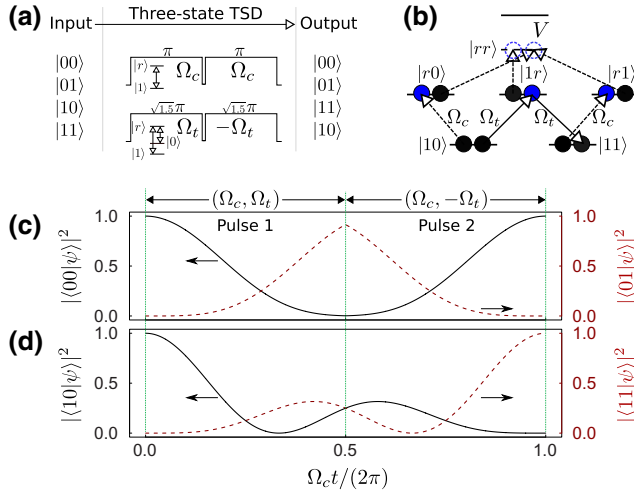 (a) Input Three-state TSD Output
|00⟩ π π |00⟩
|r⟩ Ω_c Ω_c
|01⟩ |1⟩ |01⟩
|10⟩ √1.5π √1.5π |11⟩
|r⟩ Ω_t −Ω_t
|11⟩ |0⟩ |10⟩
|1⟩
(b)
V
|rr⟩
|r0⟩ |1r⟩ |r1⟩
Ω_c Ω_t Ω_t Ω_c
|10⟩ |11⟩
(Ω_c, Ω_t) (Ω_c, −Ω_t)
(c) Pulse 1 Pulse 2
|⟨00|ψ⟩|²
1.0
0.5
0.0
|⟨01|ψ⟩|²
1.0
0.5
0.0
(d)
|⟨10|ψ⟩|²
1.0
0.5
0.0
|⟨11|ψ⟩|²
1.0
0.5
0.0
0.0 0.5 1.0
Ω_c t/(2π)